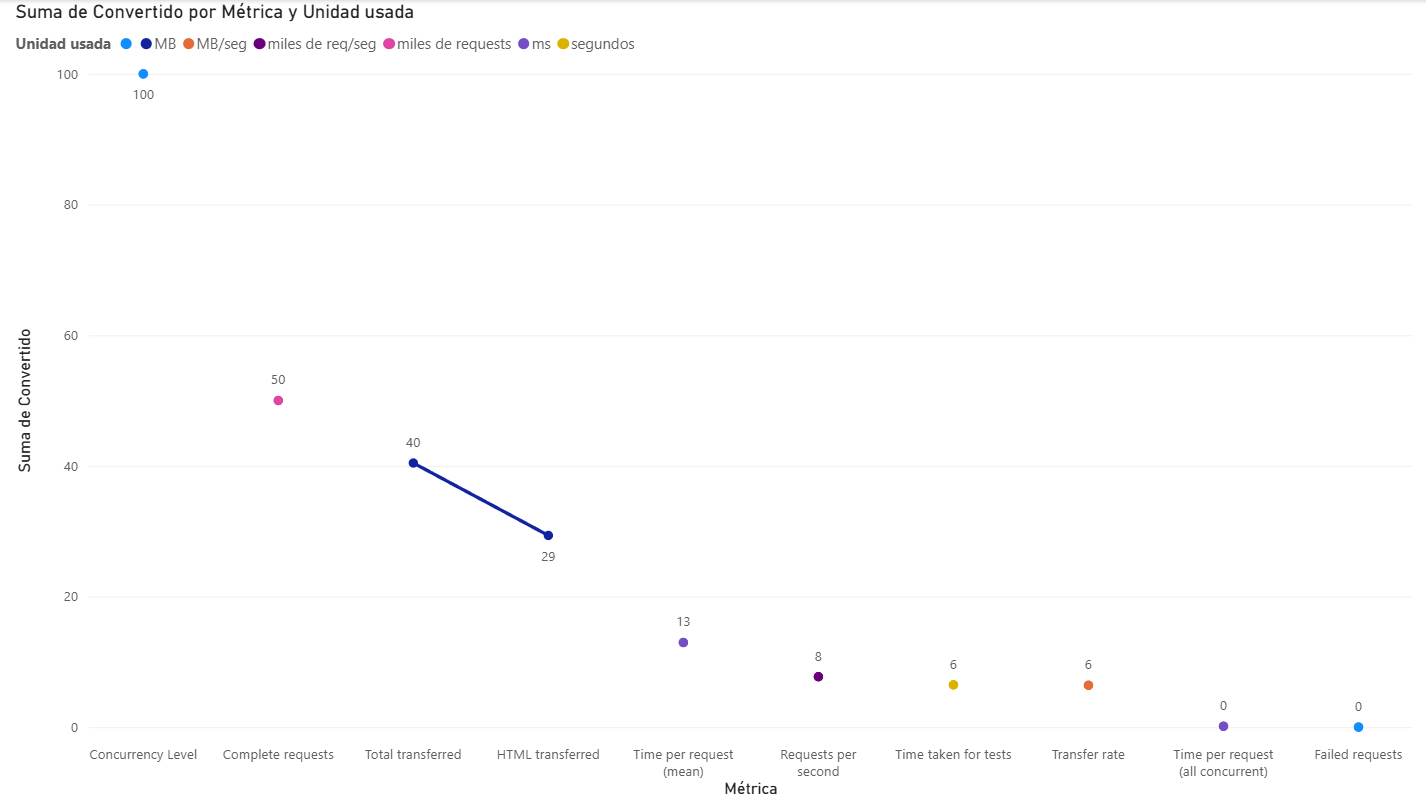 Suma de Convertido por Métrica y Unidad usada
Unidad usada MB MB/seg miles de req/seg miles de requests ms segundos
100
80
60
40
20
0
Suma de Convertido
100
50
40
29
13
8
6
6
0
0
Concurrency Level
Complete requests
Total transferred
HTML transferred
Time per request
(mean)
Requests per
second
Time taken for tests
Transfer rate
Time per request
(all concurrent)
Failed requests
Métrica